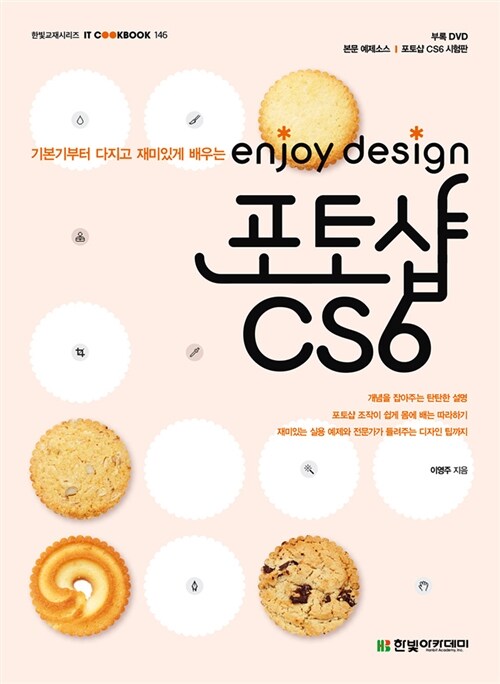 한빛교재시리즈 IT COOKBOOK 146
부록 DVD
본문 예제소스 | 포토샵 CS6 시험판
기본기부터 다지고 재미있게 배우는 enjoy design
포토샵
CS6
개념을 잡아주는 탄탄한 설명
포토샵 조작이 쉽게 몸에 배는 따라하기
재미있는 실용 예제와 전문가가 들려주는 디자인 팁까지
이영주 지음
HB 한빛아카데미
Hanbit Academy, Inc.